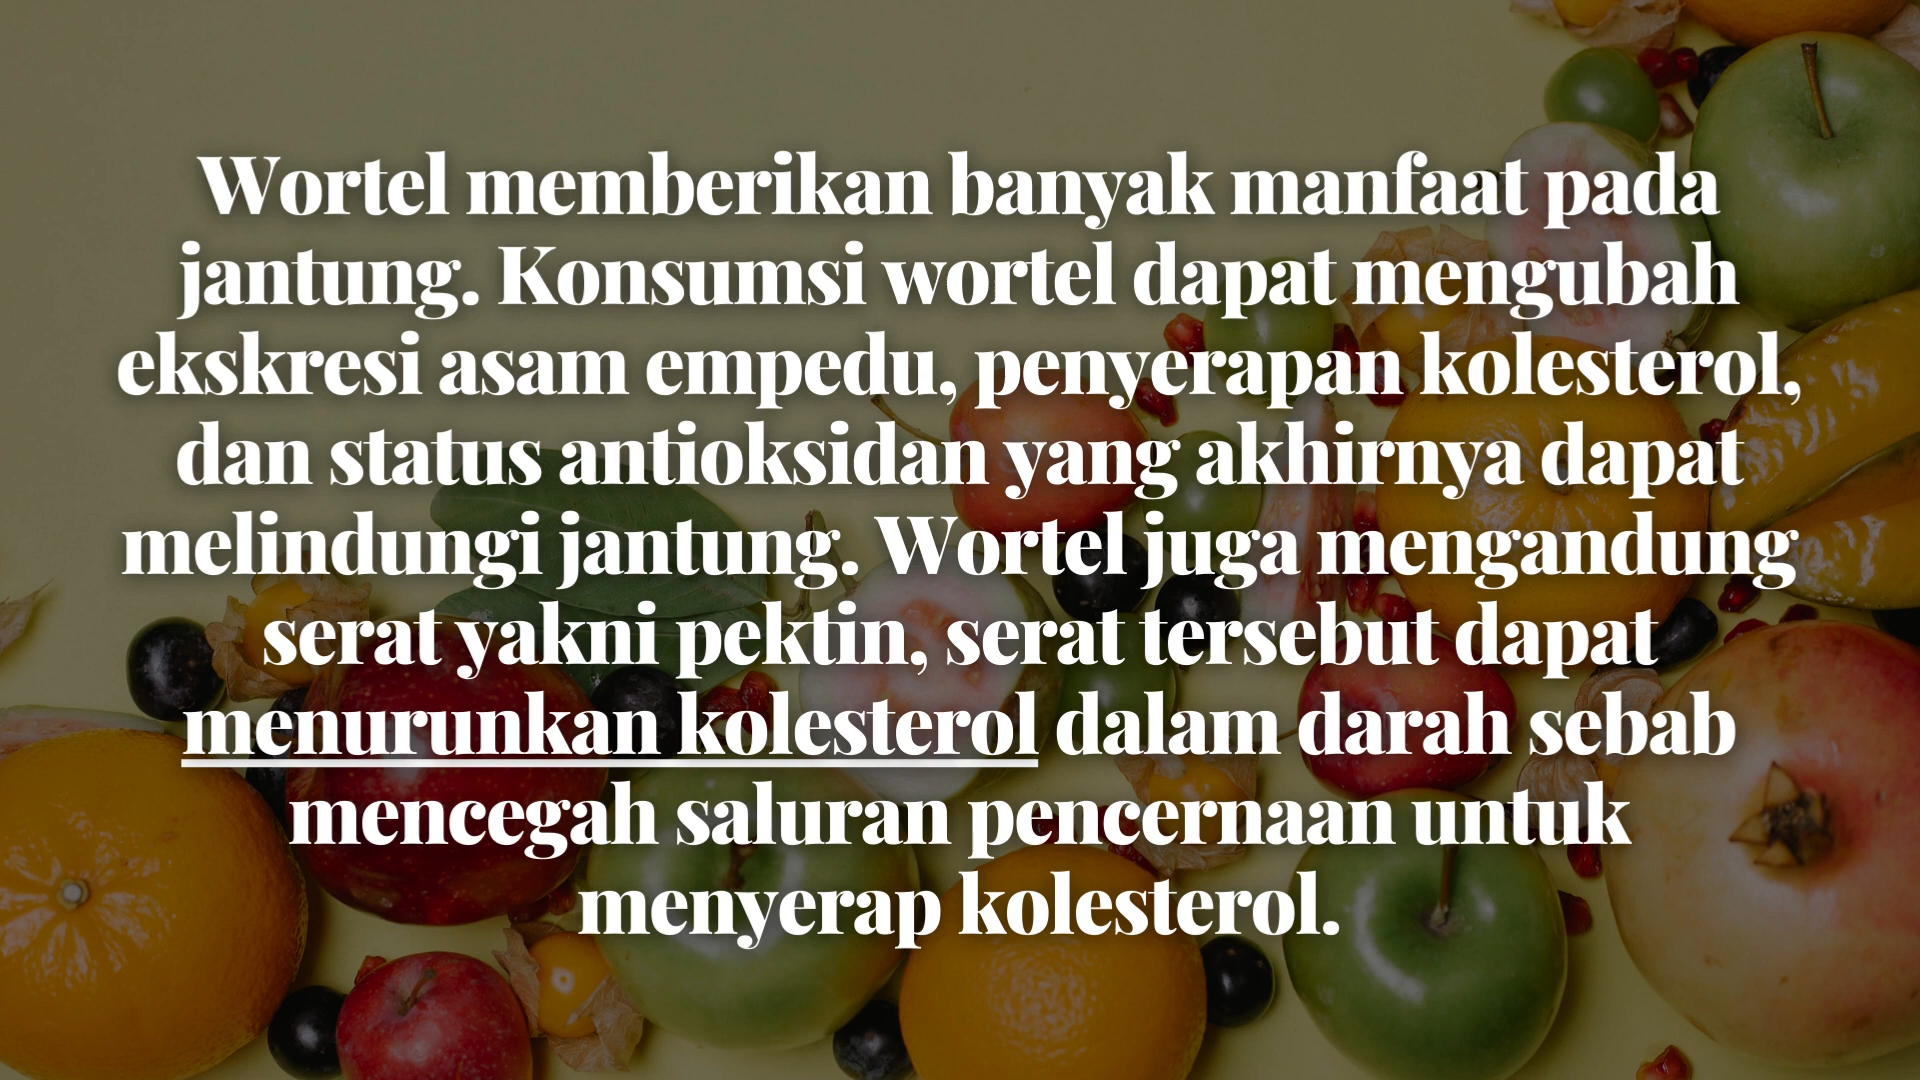 Wortel memberikan banyak manfaat pada
jantung. Konsumsi wortel dapat mengubah
ekskresi asam empedu, penyerapan kolesterol,
dan status antioksidan yang akhirnya dapat
melindungi jantung. Wortel juga mengandung
serat yakni pektin, serat tersebut dapat
menurunkan kolesterol dalam darah sebab
mencegah saluran pencernaan untuk
menyerap kolesterol.